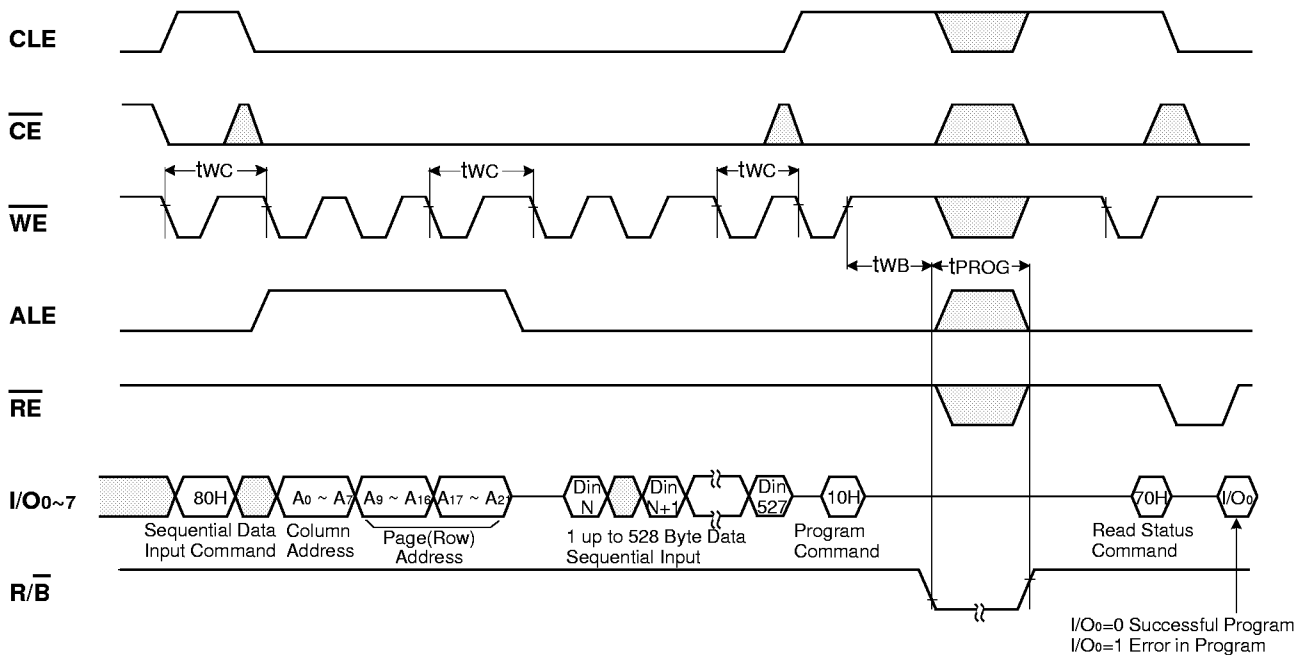 CLE
CE
tWC
tWC
tWC
WE
tWB
tPROG
ALE
RE
I/O0~7
80H
A0 ~ A7
A9 ~ A16
A17 ~ A21
Din
N
Din
N+1
Din
527
10H
70H
I/O0
Sequential Data
Input Command
Column
Address
Page(Row)
Address
1 up to 528 Byte Data
Sequential Input
Program
Command
Read Status
Command
R/B
I/O0=0 Successful Program
I/O0=1 Error in Program